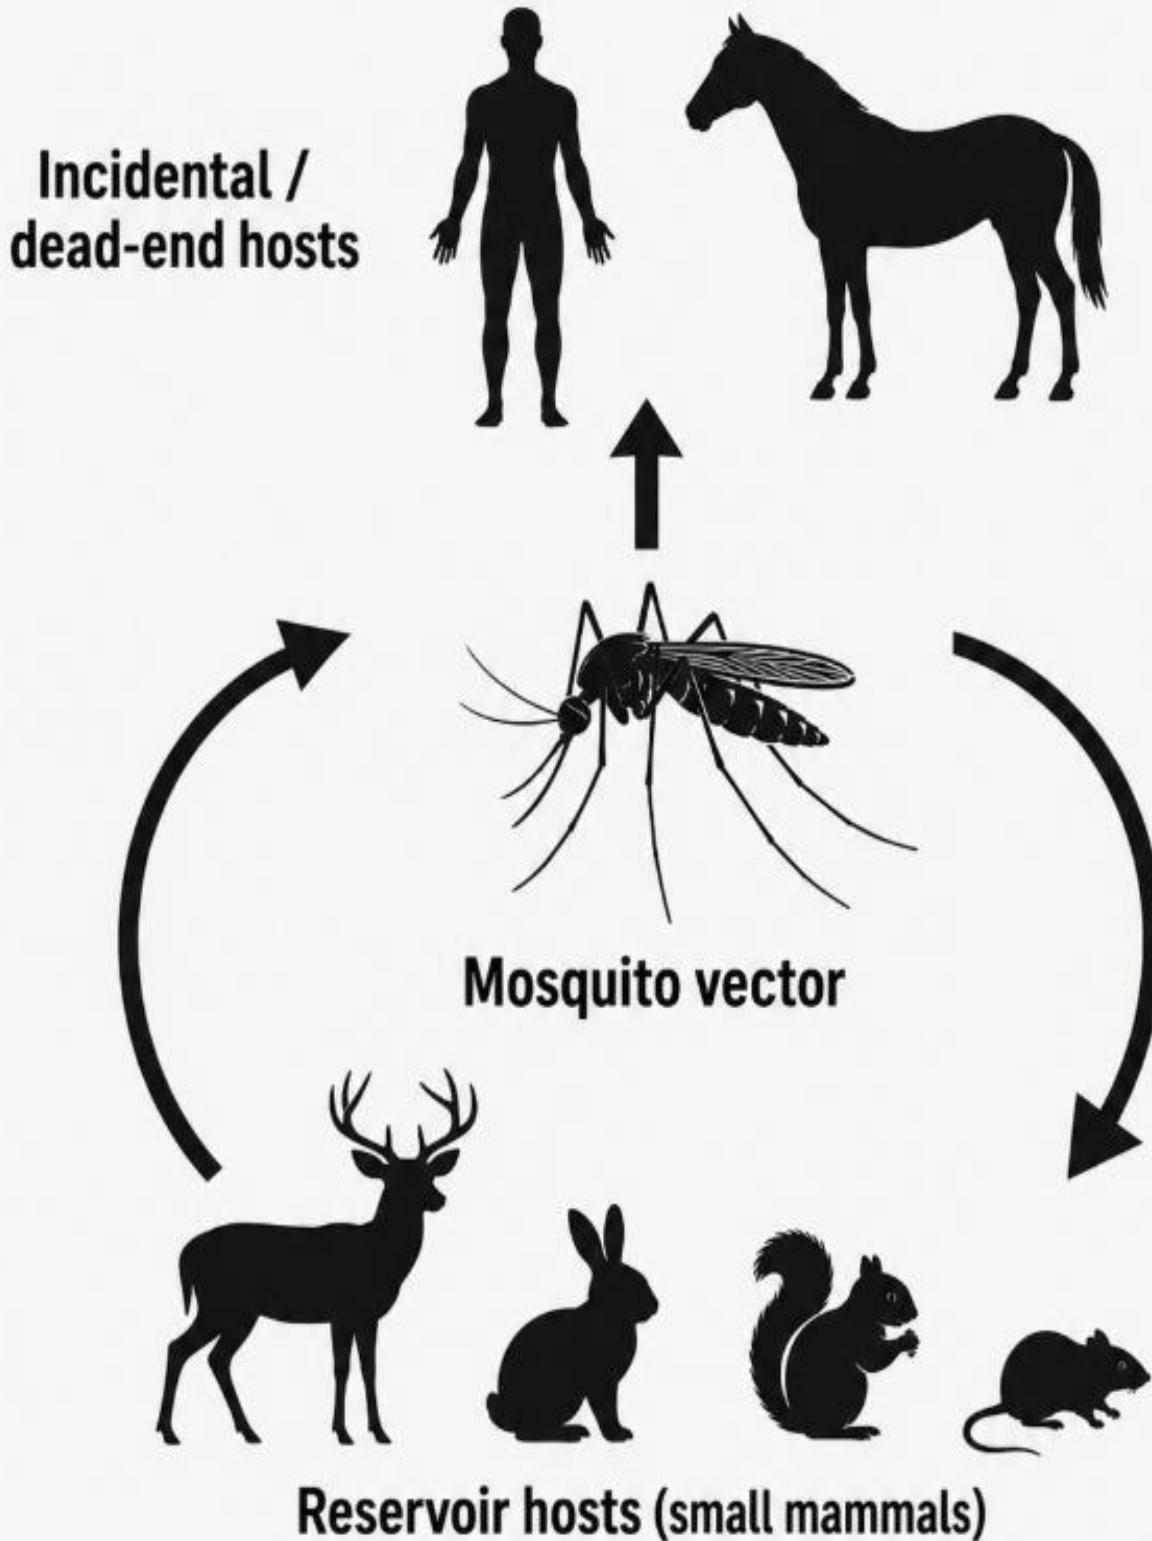 Incidental /
dead-end hosts
Mosquito vector
Reservoir hosts (small mammals)